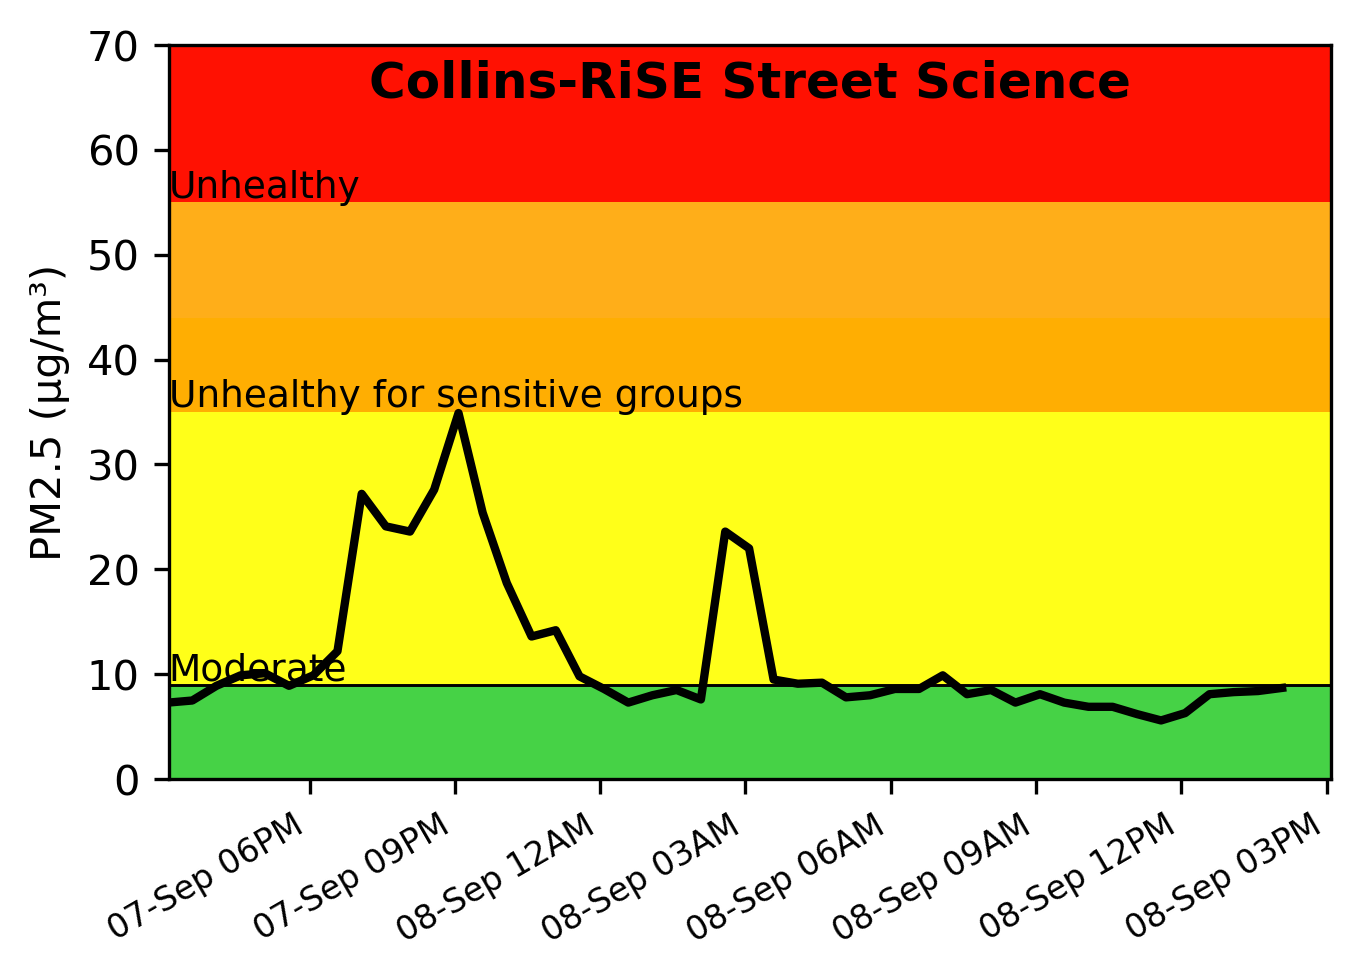 Collins-RiSE Street Science
PM2.5 (µg/m³)
70
60
50
40
30
20
10
0
Unhealthy
Unhealthy for sensitive groups
Moderate
07-Sep 06PM
07-Sep 09PM
08-Sep 12AM
08-Sep 03AM
08-Sep 06AM
08-Sep 09AM
08-Sep 12PM
08-Sep 03PM